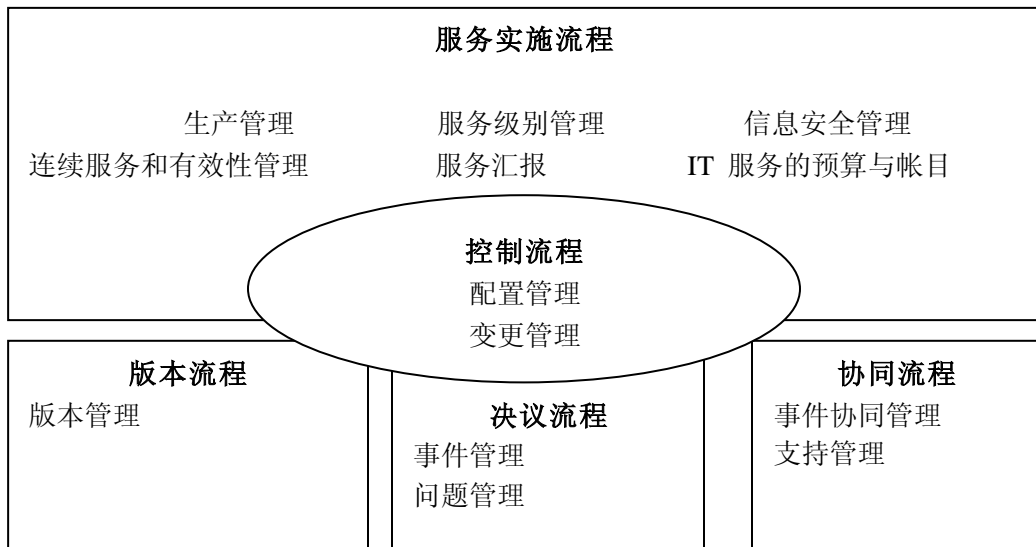 服务实施流程
生产管理 服务级别管理 信息安全管理
连续服务和有效性管理 服务汇报 IT 服务的预算与帐目
控制流程
配置管理
变更管理
版本流程
版本管理
决议流程
事件管理
问题管理
协同流程
事件协同管理
支持管理